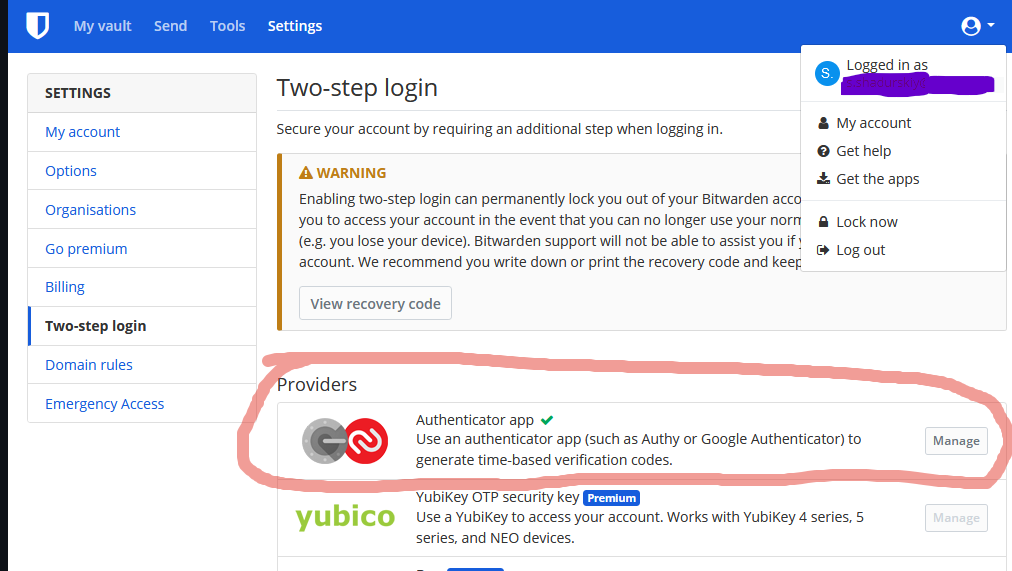 My vault Send Tools Settings
Logged in as
S.
My account
Get help
Get the apps
Lock now
Log out
SETTINGS
My account
Options
Organisations
Go premium
Billing
Two-step login
Domain rules
Emergency Access
Two-step login
Secure your account by requiring an additional step when logging in.
WARNING
Enabling two-step login can permanently lock you out of your Bitwarden
you to access your account in the event that you can no longer use your
(e.g. you lose your device). Bitwarden support will not be able to assist you if
account. We recommend you write down or print the recovery code and keep
View recovery code
Providers
Authenticator app
Use an authenticator app (such as Authy or Google Authenticator) to
generate time-based verification codes.
Manage
yubico
YubiKey OTP security key Premium
Use a YubiKey to access your account. Works with YubiKey 4 series, 5
series, and NEO devices.
Manage